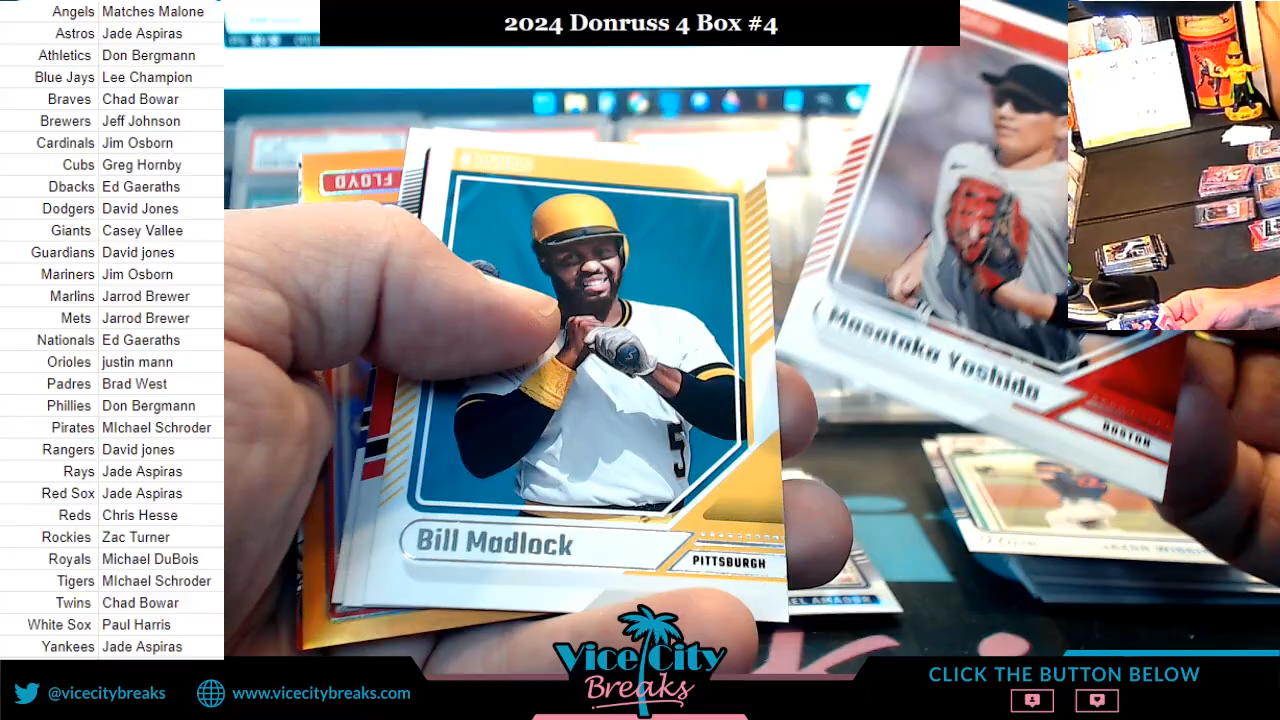 2024 Donruss 4 Box #4
Angels Matches Malone
Astros Jade Aspiras
Athletics Don Bergmann
Blue Jays Lee Champion
Braves Chad Bowar
Brewers Jeff Johnson
Cardinals Jim Osborn
Cubs Greg Hornby
Dbacks Ed Gaeraths
Dodgers David Jones
Giants Casey Vallee
Guardians David jones
Mariners Jim Osborn
Marlins Jarrod Brewer
Mets Jarrod Brewer
Nationals Ed Gaeraths
Orioles justin mann
Padres Brad West
Phillies Don Bergmann
Pirates MIchael Schroder
Rangers David jones
Rays Jade Aspiras
Red Sox Jade Aspiras
Reds Chris Hesse
Rockies Zac Turner
Royals Michael DuBois
Tigers MIchael Schroder
Twins Chad Bowar
White Sox Paul Harris
Yankees Jade Aspiras
FLOYD
5
Bill Madlock
PITTSBURGH
Masataka Yoshida
BOSTON
Vice City
Breaks
@vicecitybreaks
www.vicecitybreaks.com
CLICK THE BUTTON BELOW